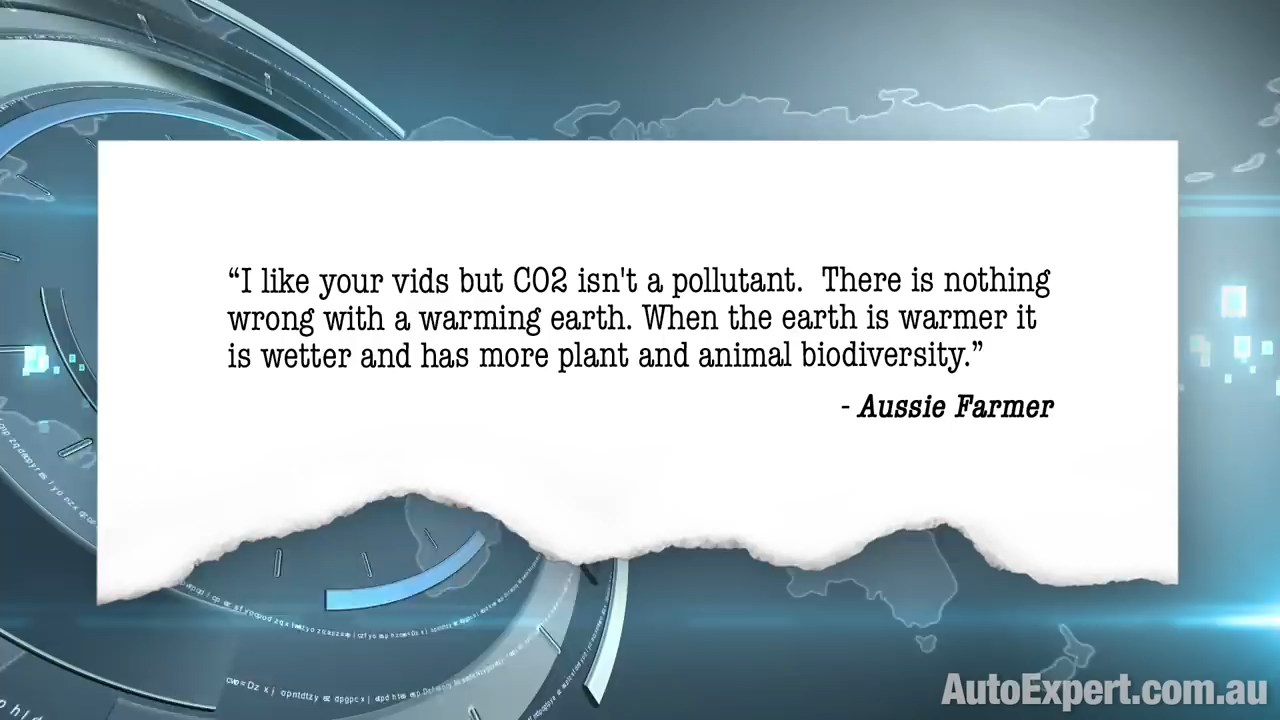 “I like your vids but CO2 isn't a pollutant.  There is nothing
wrong with a warming earth. When the earth is warmer it
is wetter and has more plant and animal biodiversity.”
- Aussie Farmer
AutoExpert.com.au